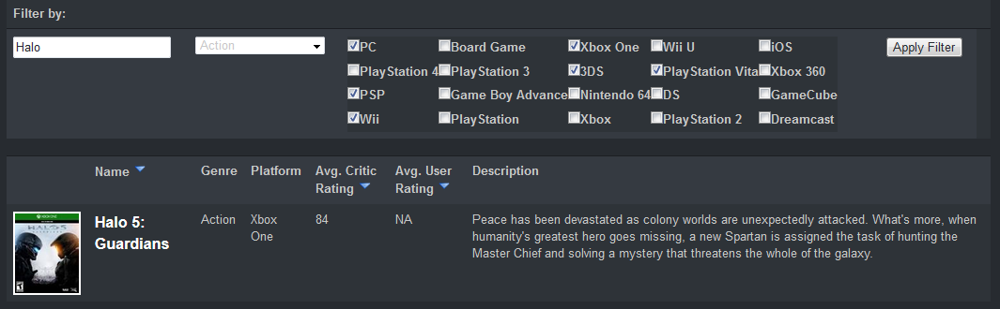 Filter by:
Halo
Action
PC Board Game Xbox One Wii U iOS
Apply Filter
PlayStation 4 PlayStation 3 3DS PlayStation Vita Xbox 360
PSP Game Boy Advance Nintendo 64 DS GameCube
Wii PlayStation Xbox PlayStation 2 Dreamcast
Name Genre Platform Avg. Critic Avg. User Description
Rating Rating
Halo 5: Action Xbox 84 NA Peace has been devastated as colony worlds are unexpectedly attacked. What's more, when
Guardians One humanity's greatest hero goes missing, a new Spartan is assigned the task of hunting the
Master Chief and solving a mystery that threatens the whole of the galaxy.
XBOX ONE
HALO 5